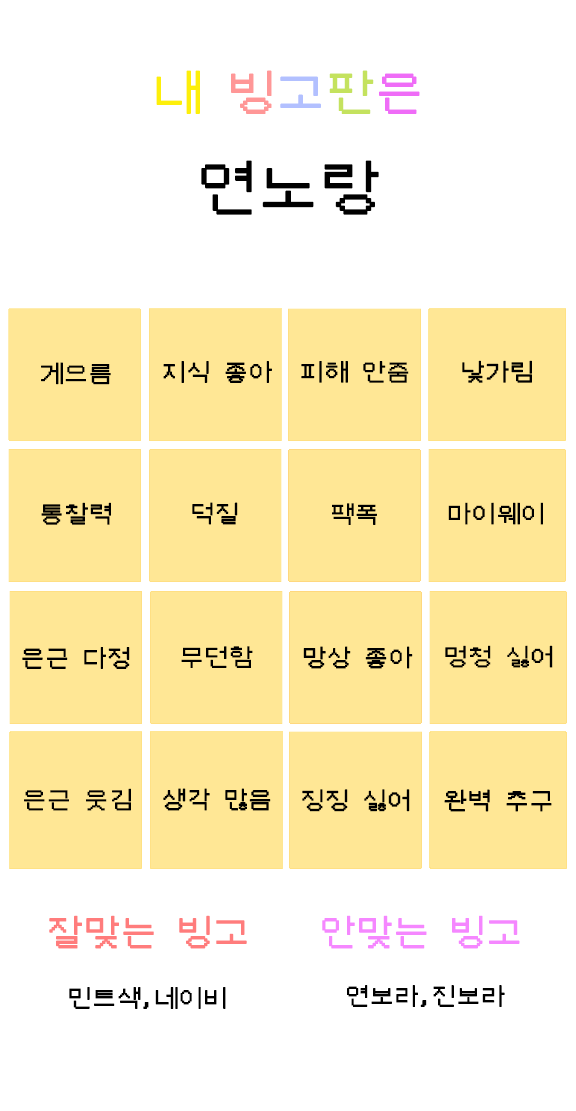 내 빙고판은
연노랑
게으름 지식 좋아 피해 안줌 낯가림
통찰력 덕질 팩폭 마이웨이
은근 다정 무던함 망상 좋아 멍청 싫어
은근 웃김 생각 많음 징징 싫어 완벽 추구
잘맞는 빙고 안맞는 빙고
민트색,네이비 연보라,진보라